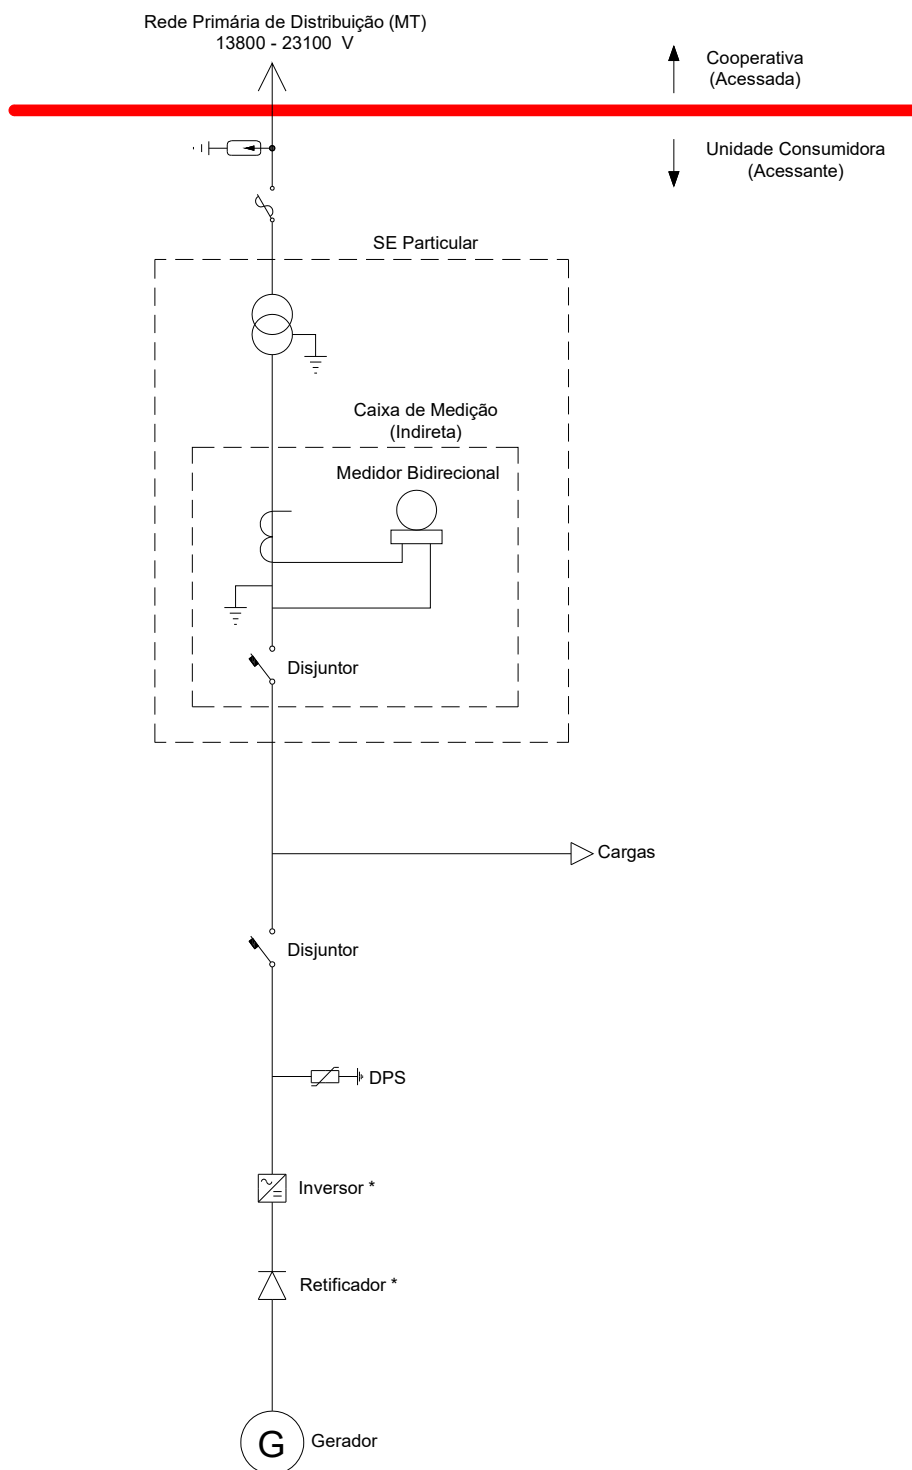 Rede Primária de Distribuição (MT)
13800 - 23100 V
Cooperativa
(Acessada)
Unidade Consumidora
(Acessante)
SE Particular
Caixa de Medição
(Indireta)
Medidor Bidirecional
Disjuntor
Cargas
Disjuntor
DPS
Inversor *
Retificador *
G
Gerador